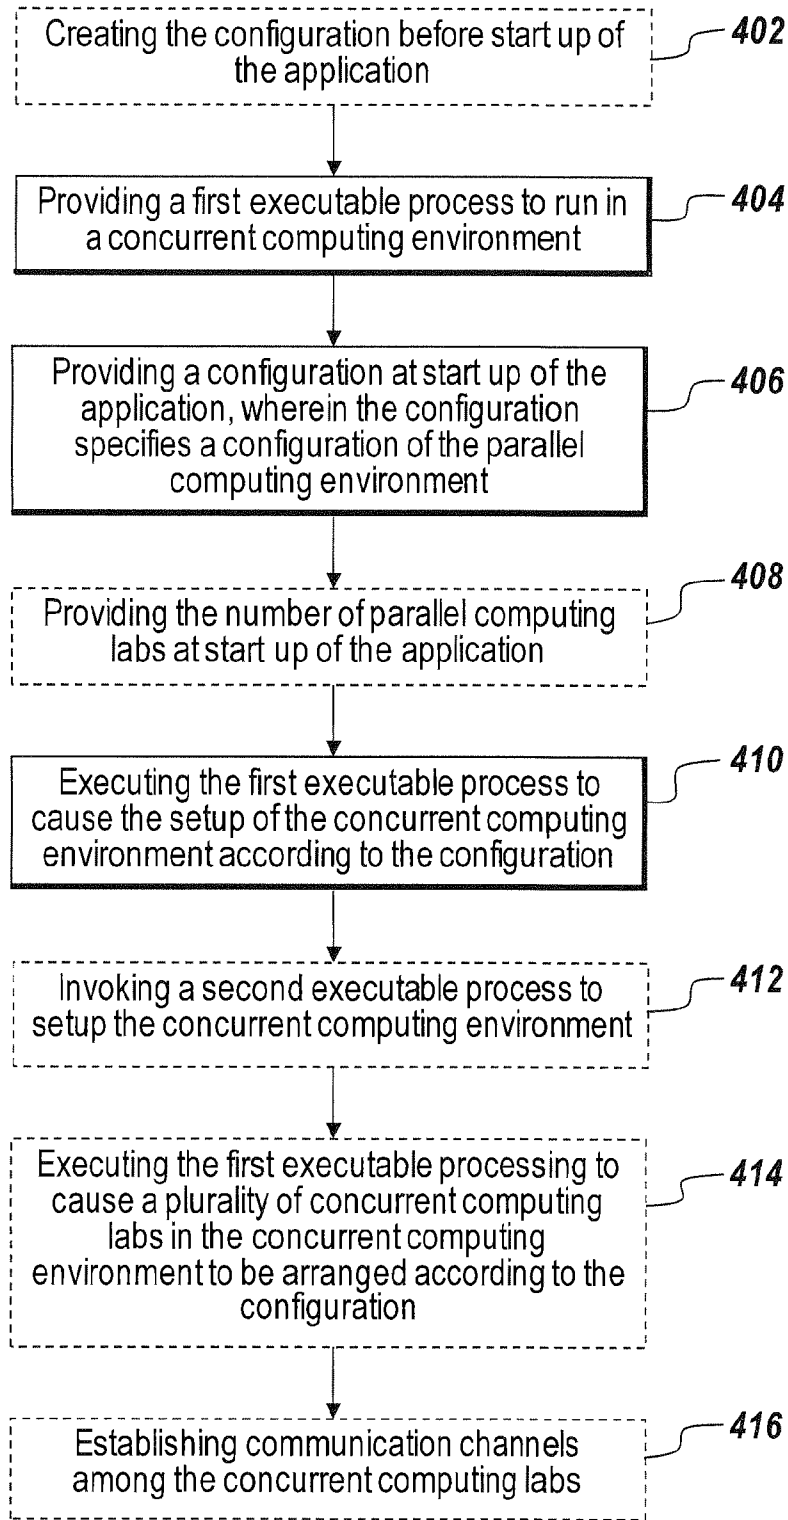 Creating the configuration before start up of
the application
402
Providing a first executable process to run in
a concurrent computing environment
404
Providing a configuration at start up of the
application, wherein the configuration
specifies a configuration of the parallel
computing environment
406
Providing the number of parallel computing
labs at start up of the application
408
Executing the first executable process to
cause the setup of the concurrent computing
environment according to the configuration
410
Invoking a second executable process to
setup the concurrent computing environment
412
Executing the first executable processing to
cause a plurality of concurrent computing
labs in the concurrent computing
environment to be arranged according to the
configuration
414
Establishing communication channels
among the concurrent computing labs
416